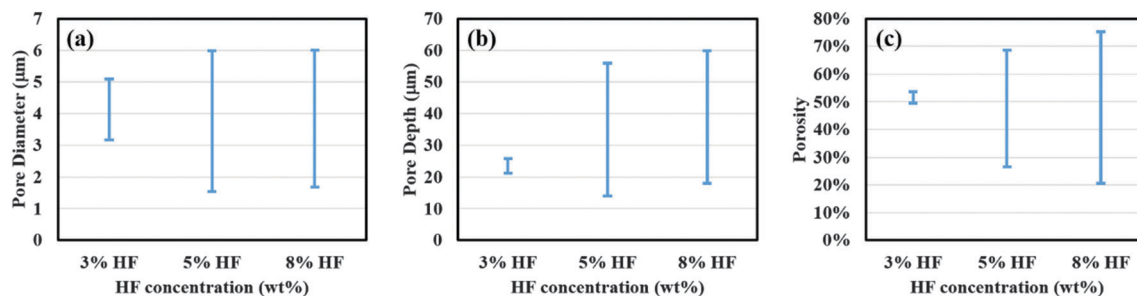 (a)
Pore Diameter (μm)
7
6
5
4
3
2
1
0
3% HF 5% HF 8% HF
HF concentration (wt%)
(b)
Pore Depth (μm)
70
60
50
40
30
20
10
0
3% HF 5% HF 8% HF
HF concentration (wt%)
(c)
Porosity
80%
70%
60%
50%
40%
30%
20%
10%
0%
3% HF 5% HF 8% HF
HF concentration (wt%)